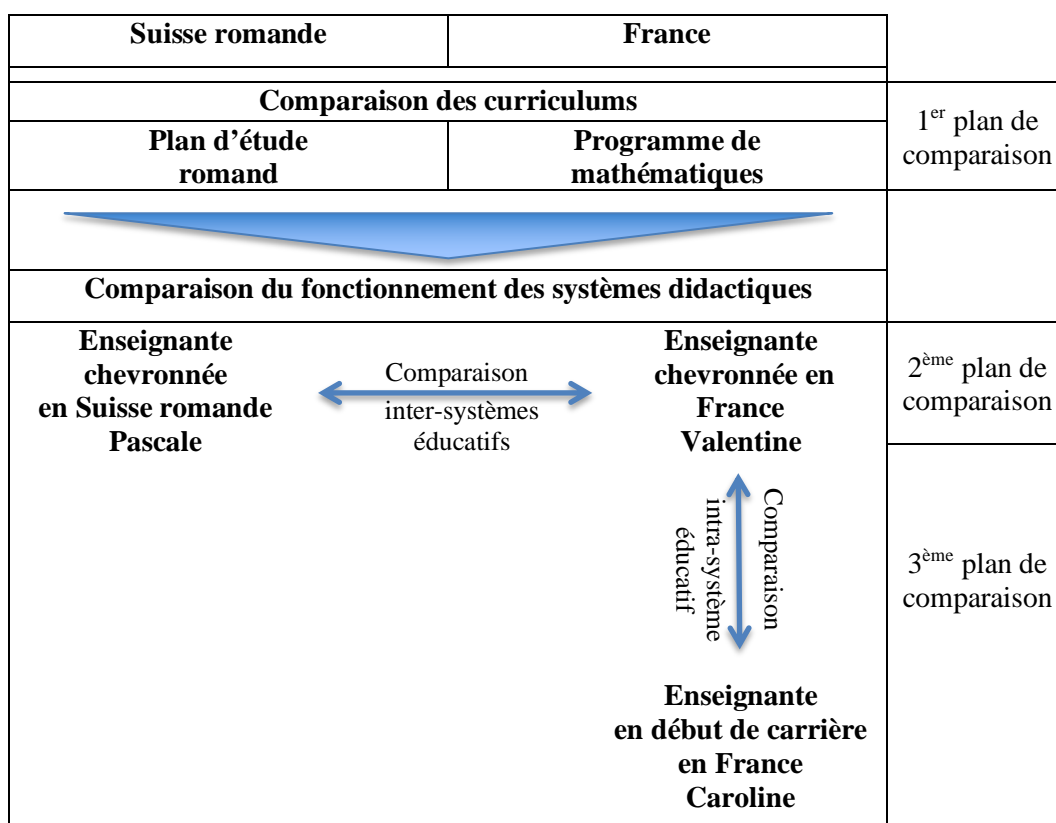 Suisse romande
France
Comparaison des curriculums
1er plan de
comparaison
Plan d'étude
romand
Programme de
mathématiques
Comparaison du fonctionnement des systèmes didactiques
Enseignante
chevronnée
en Suisse romande
Pascale
Comparaison
inter-systèmes
éducatifs
Enseignante
chevronnée en
France
Valentine
2ème plan de
comparaison
Comparaison
intra-système
éducatif
3ème plan de
comparaison
Enseignante
en début de carrière
en France
Caroline